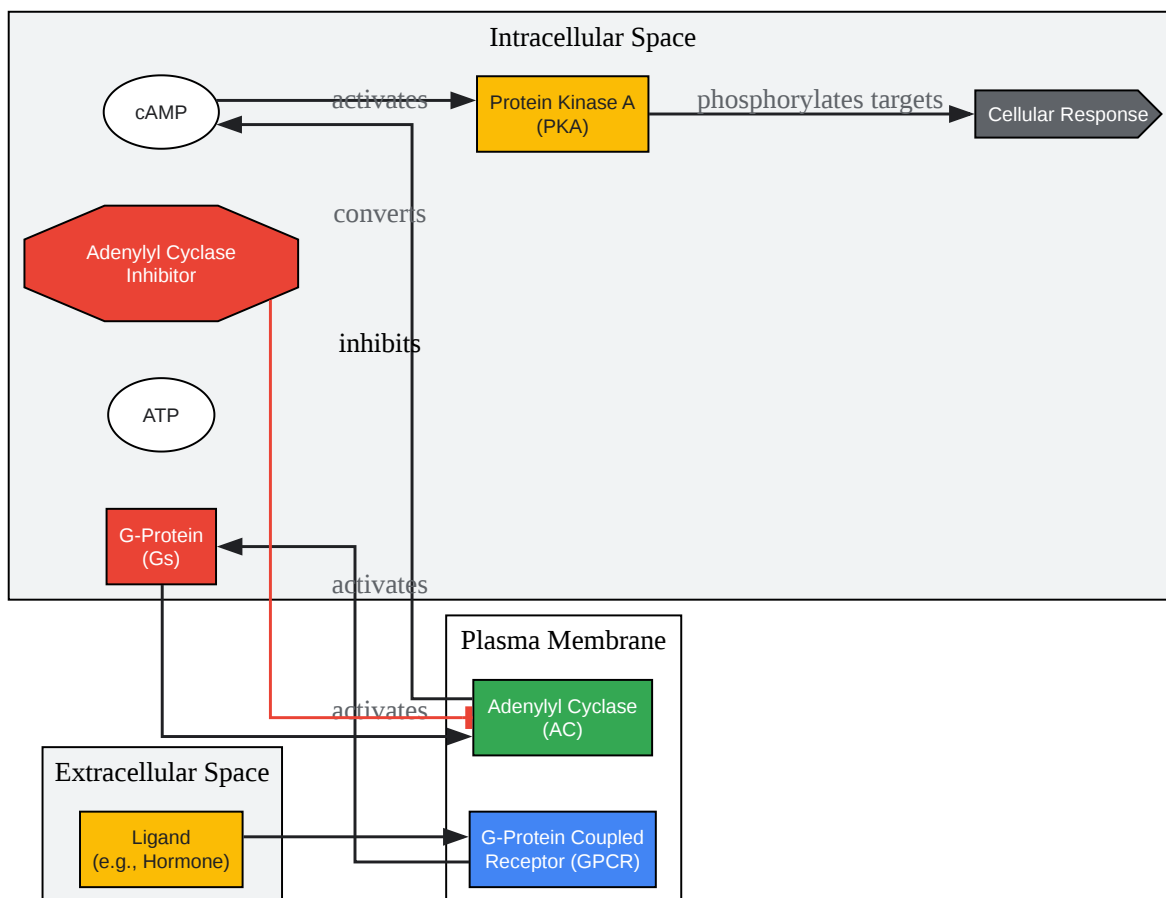 Intracellular Space
cAMP
activates
Protein Kinase A
(PKA)
phosphorylates targets
Cellular Response
converts
Adenylyl Cyclase
Inhibitor
inhibits
ATP
G-Protein
(Gs)
activates
Plasma Membrane
Adenylyl Cyclase
(AC)
activates
Extracellular Space
Ligand
(e.g., Hormone)
G-Protein Coupled
Receptor (GPCR)